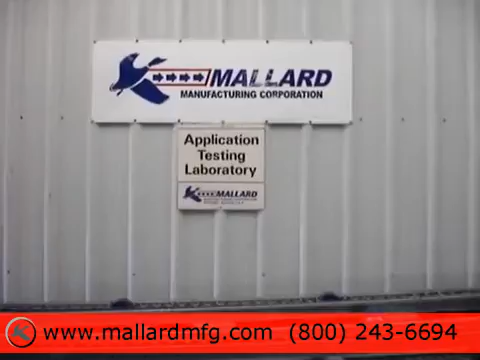 MALLARD
MANUFACTURING CORPORATION
Application
Testing
Laboratory
MALLARD
www.mallardmfg.com (800) 243-6694